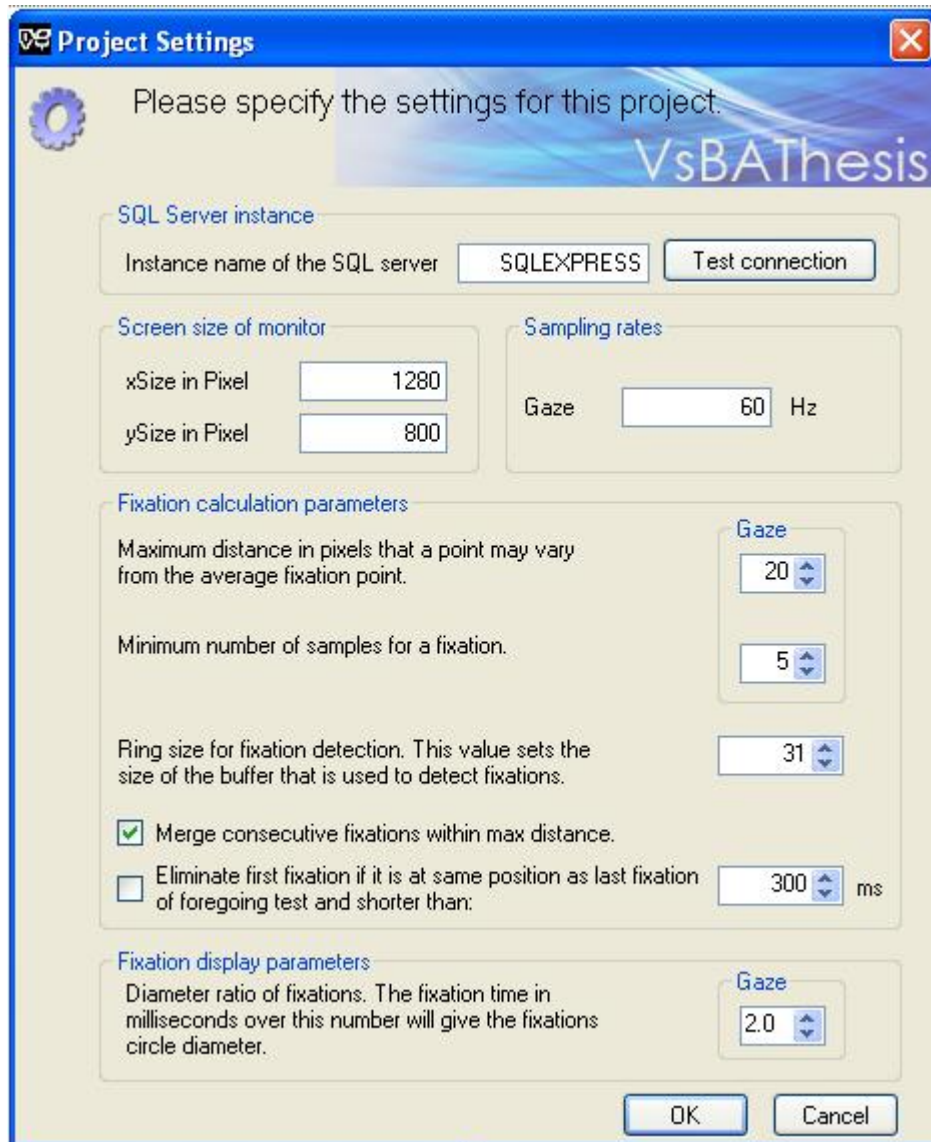 Project Settings
Please specify the settings for this project.
VsBAThesis
SQL Server instance
Instance name of the SQL server
SQLEXPRESS
Test connection
Screen size of monitor
xSize in Pixel
1280
ySize in Pixel
800
Sampling rates
Gaze
60
Hz
Fixation calculation parameters
Gaze
Maximum distance in pixels that a point may vary
from the average fixation point.
20
Minimum number of samples for a fixation.
5
Ring size for fixation detection. This value sets the
size of the buffer that is used to detect fixations.
31
Merge consecutive fixations within max distance.
Eliminate first fixation if it is at same position as last fixation
of foregoing test and shorter than:
300
ms
Fixation display parameters
Diameter ratio of fixations. The fixation time in
milliseconds over this number will give the fixations
circle diameter.
Gaze
2.0
OK
Cancel